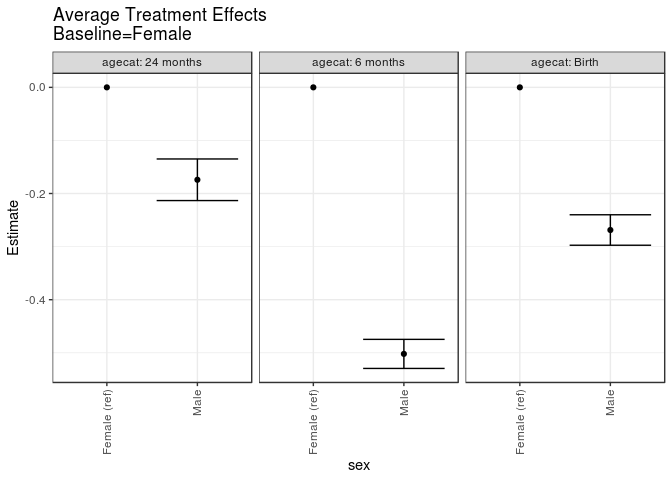 Average Treatment Effects
Baseline=Female
agecat: 24 months
agecat: 6 months
agecat: Birth
0.0
-0.2
-0.4
Estimate
Female (ref)
Male
Female (ref)
Male
Female (ref)
Male
sex